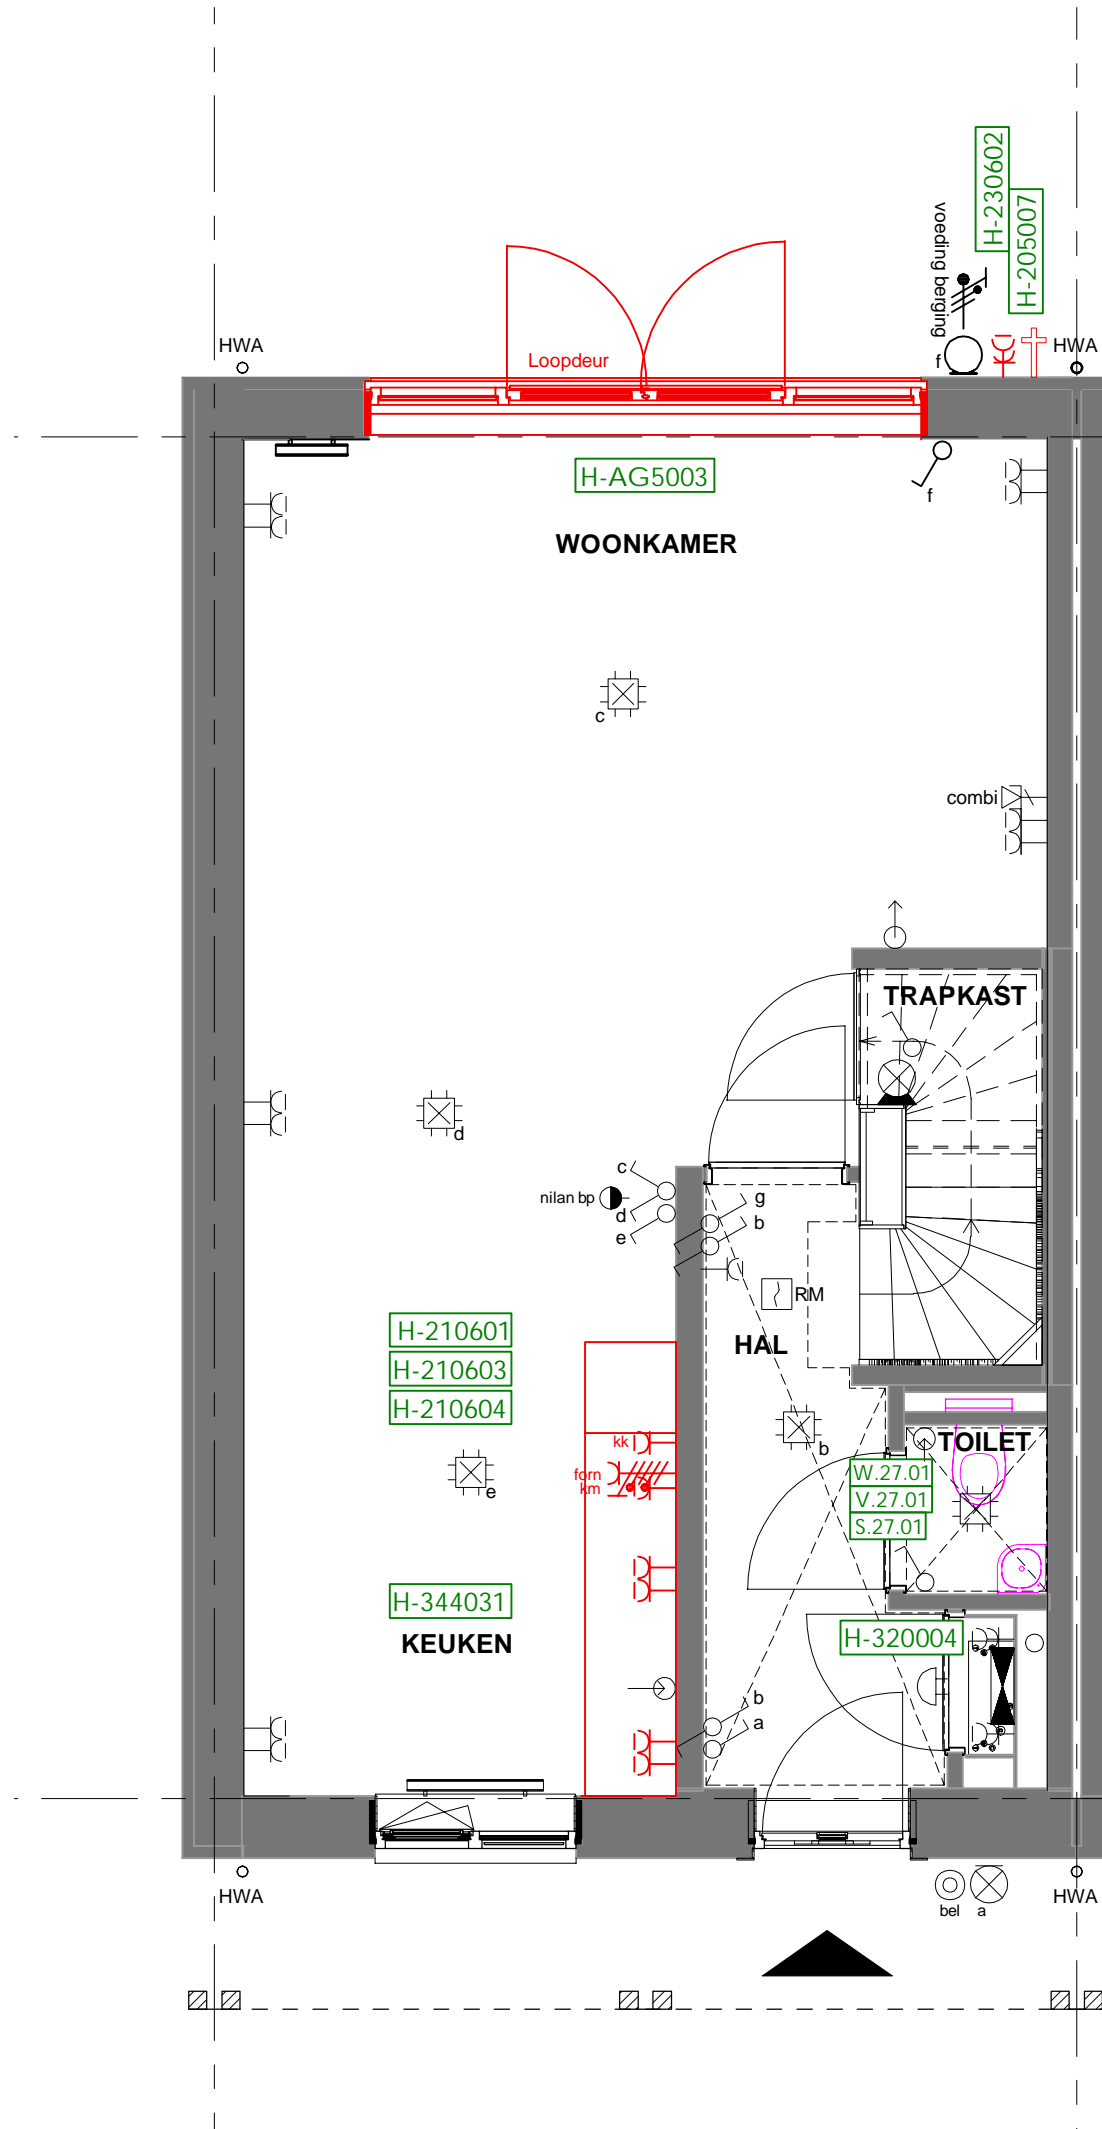 H-230602
H-205007
voeding berging
f
HWA
HWA
Loopdeur
H-AG5003
f
WOONKAMER
c
combi
TRAPKAST
d
c
nilan bp
d
e
g
b
RM
HAL
H-210601
H-210603
H-210604
kk
forn
km
e
b
TOILET
W.27.01
V.27.01
S.27.01
H-344031
KEUKEN
H-320004
b
a
HWA
bel
a
HWA